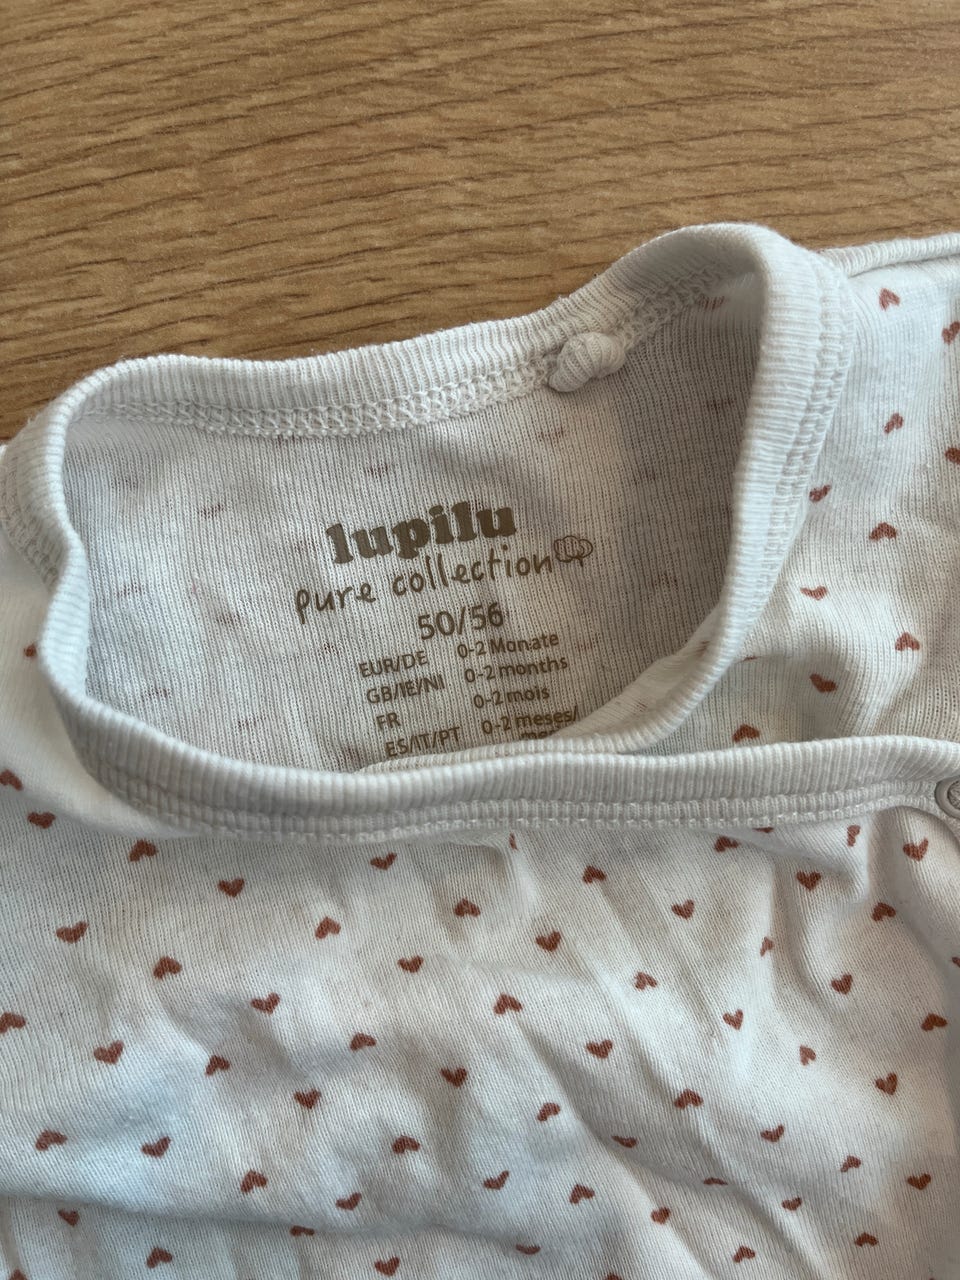 lupilu
pure collection
50/56
EUR/DE 0-2 Monate
GB/IE/NI 0-2 months
FR 0-2 mois
ES/IT/PT 0-2 meses/